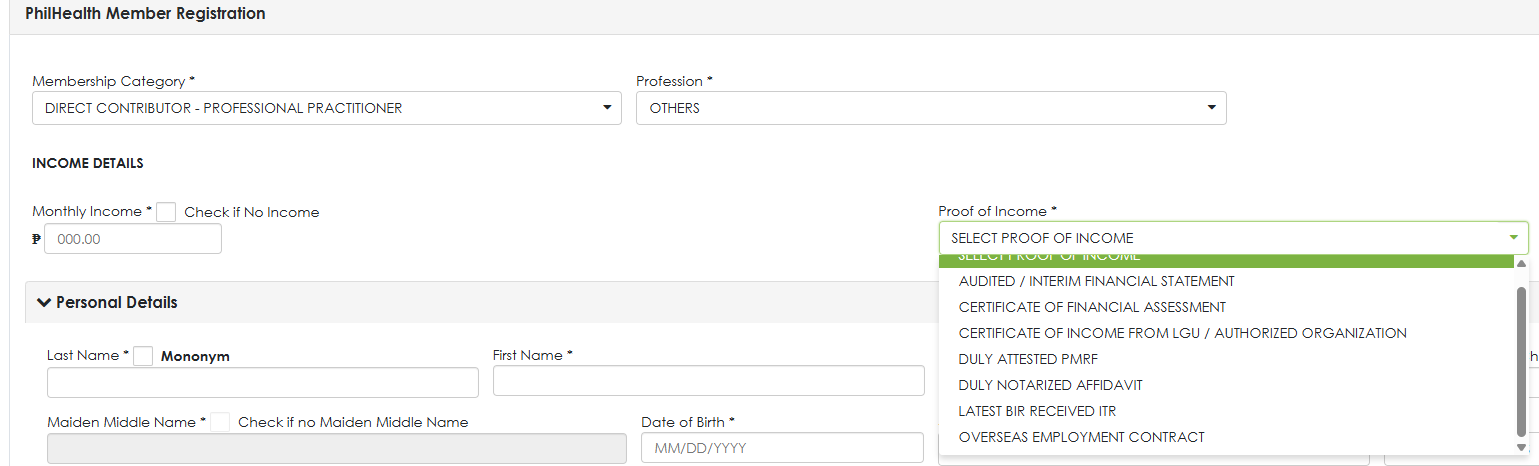 PhilHealth Member Registration
Membership Category *
Profession *
DIRECT CONTRIBUTOR - PROFESSIONAL PRACTITIONER
OTHERS
INCOME DETAILS
Monthly Income * Check if No Income
Proof of Income *
₱ 000.00
SELECT PROOF OF INCOME
SELECT PROOF OF INCOME
AUDITED / INTERIM FINANCIAL STATEMENT
CERTIFICATE OF FINANCIAL ASSESSMENT
CERTIFICATE OF INCOME FROM LGU / AUTHORIZED ORGANIZATION
DULY ATTESTED PMRF
DULY NOTARIZED AFFIDAVIT
LATEST BIR RECEIVED ITR
OVERSEAS EMPLOYMENT CONTRACT
Personal Details
Last Name * Mononym
First Name *
Maiden Middle Name * Check if no Maiden Middle Name
Date of Birth *
MM/DD/YYYY